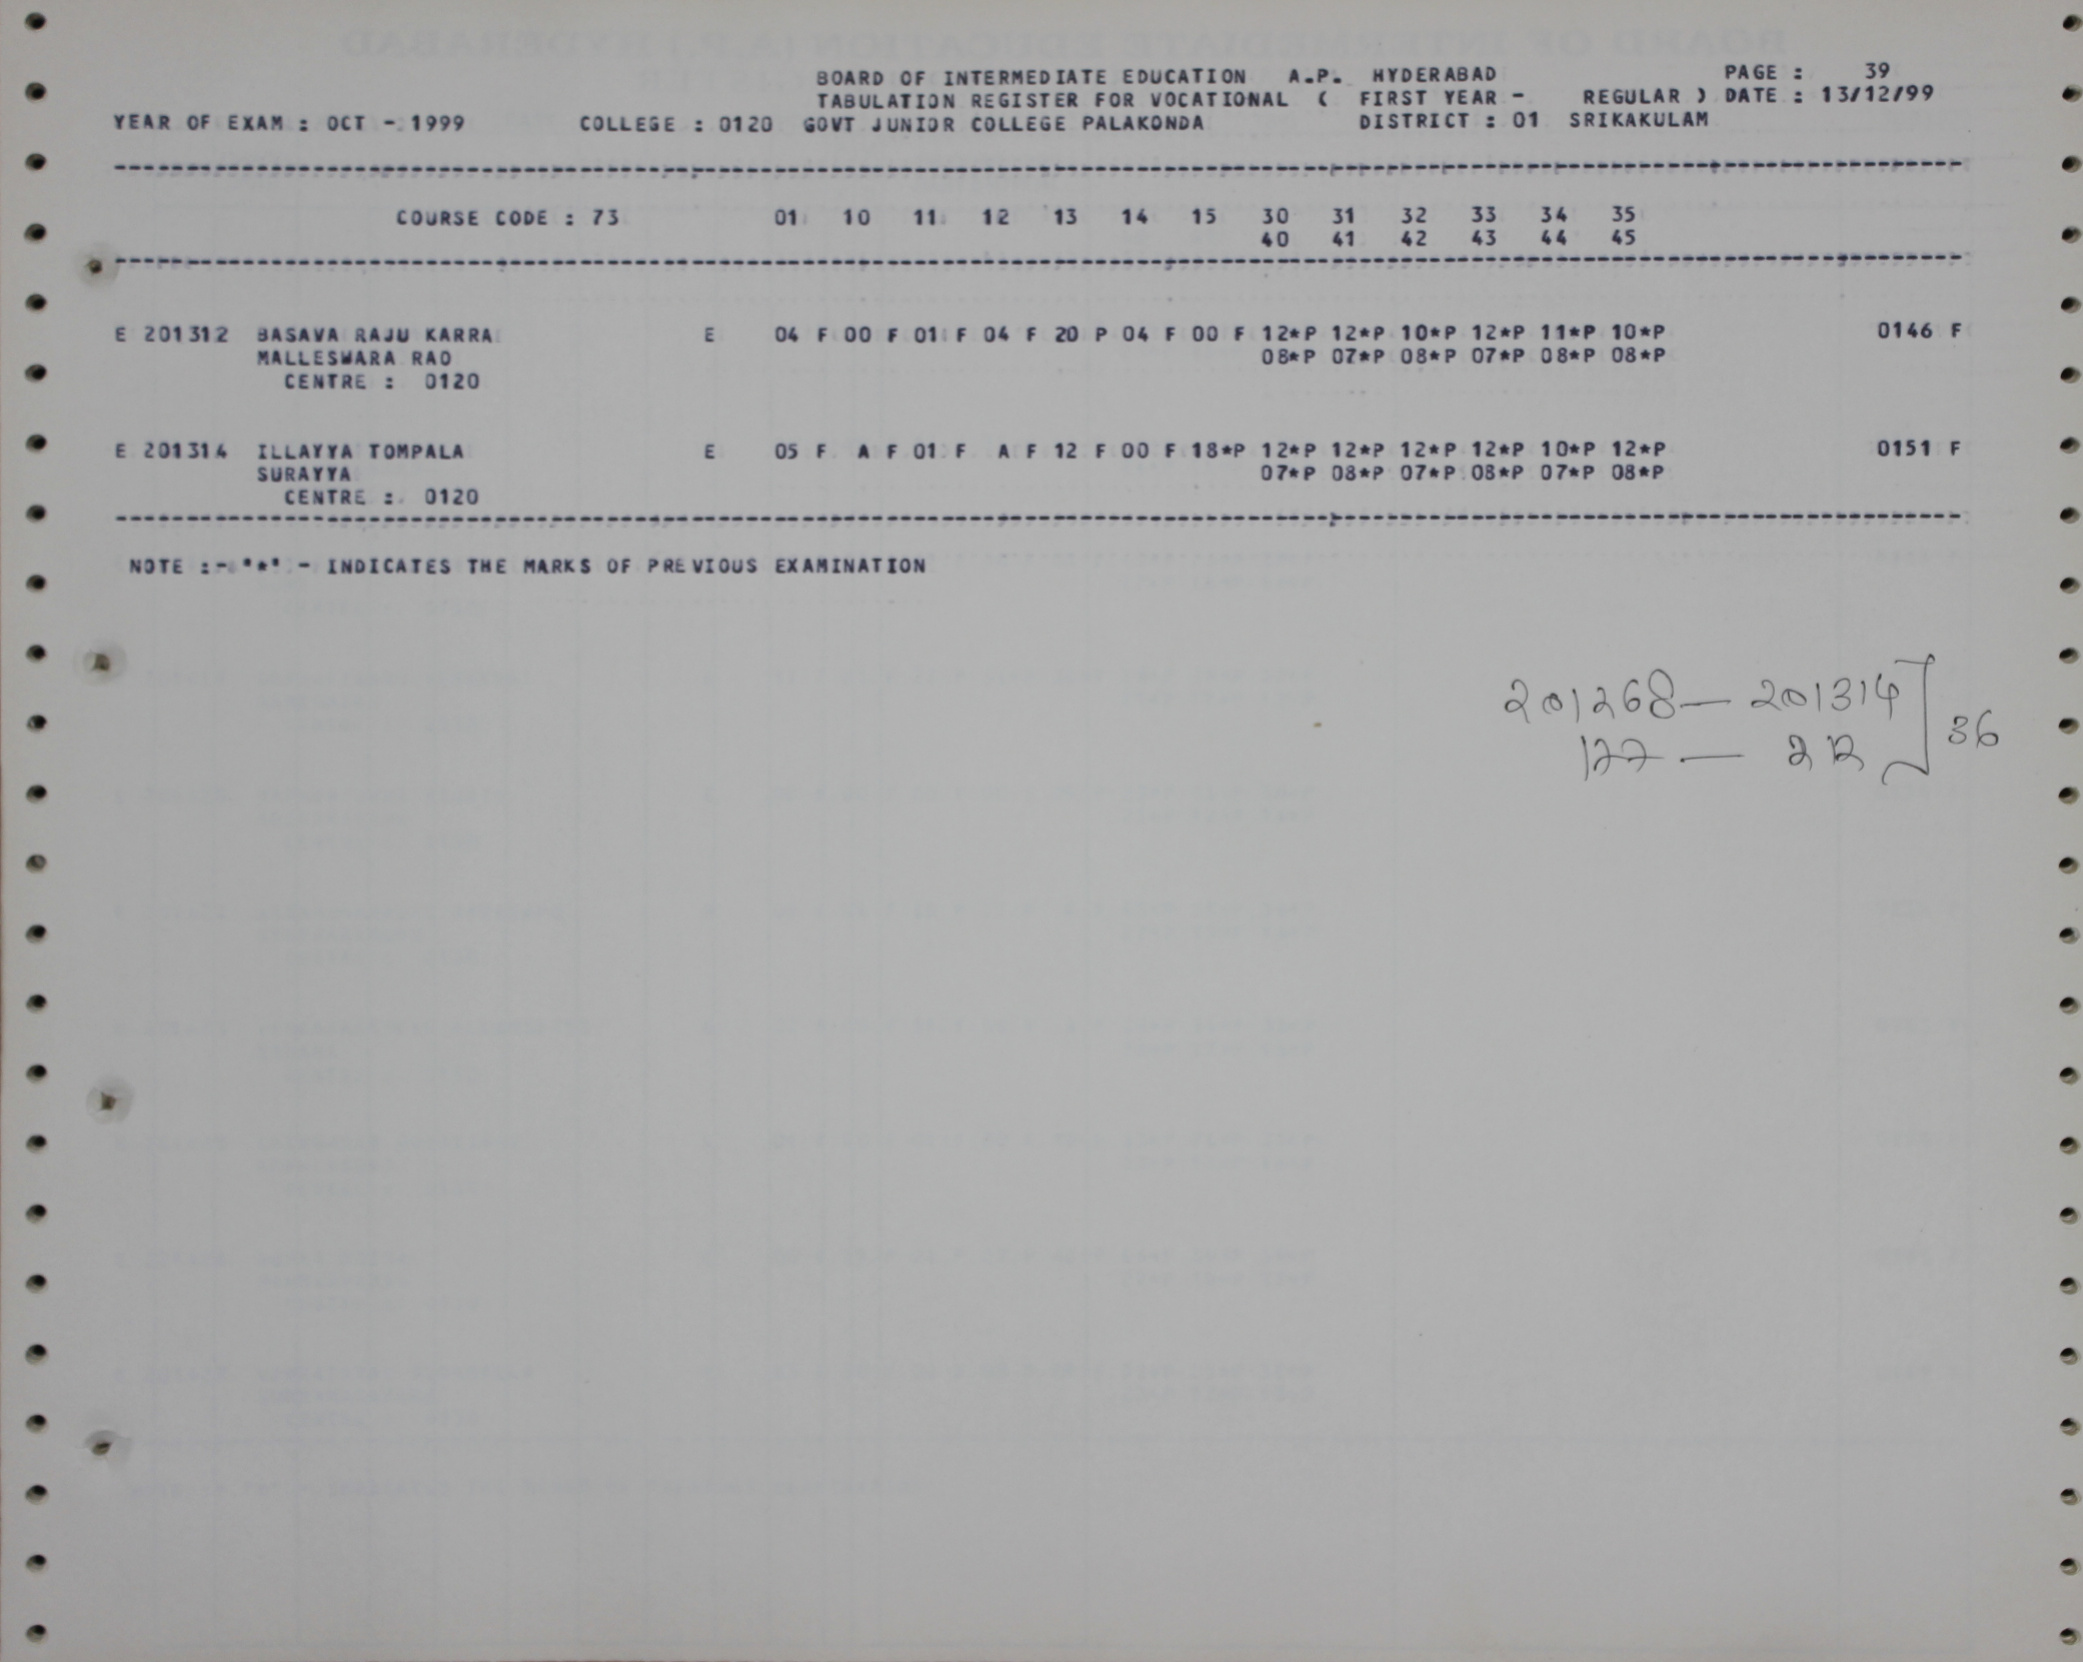 BOARD OF INTERMEDIATE EDUCATION A.P. HYDERABAD PAGE : 39
TABULATION REGISTER FOR VOCATIONAL ( FIRST YEAR - REGULAR ) DATE : 13/12/99
YEAR OF EXAM : OCT - 1999 COLLEGE : 0120 GOVT JUNIOR COLLEGE PALAKONDA DISTRICT : 01 SRIKAKULAM
COURSE CODE : 73 01 10 11 12 13 14 15 30 31 32 33 34 35
40 41 42 43 44 45
E 201312 BASAVA RAJU KARRA E 04 F 00 F 01 F 04 F 20 P 04 F 00 F 12*P 12*P 10*P 12*P 11*P 10*P 0146 F
MALLESWARA RAO 08*P 07*P 08*P 07*P 08*P 08*P
CENTRE : 0120
E 201314 ILLAYYA TOMPALA E 05 F A F 01 F A F 12 F 00 F 18*P 12*P 12*P 12*P 12*P 10*P 12*P 0151 F
SURAYYA 07*P 08*P 07*P 08*P 07*P 08*P
CENTRE : 0120
NOTE :- "*" - INDICATES THE MARKS OF PREVIOUS EXAMINATION
201268 — 201314
177 — 212 ] 36